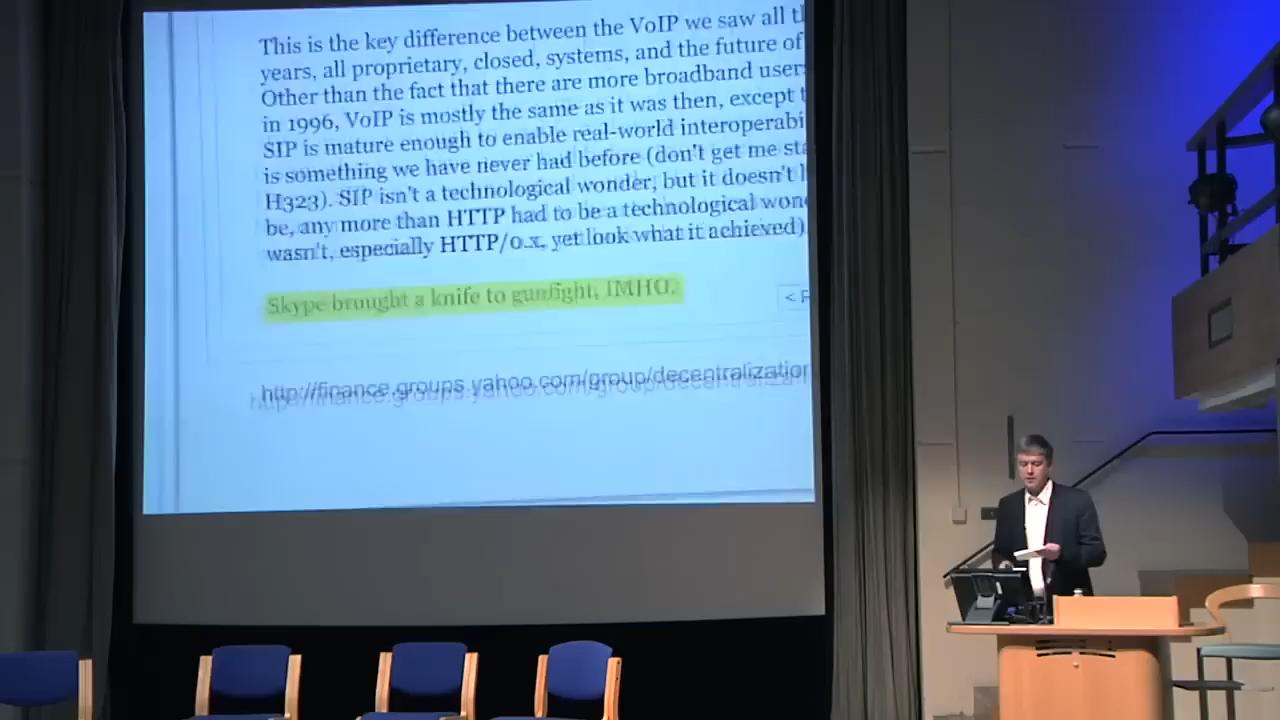 This is the key difference between the VoIP we saw all
years, all proprietary, closed, systems, and the future of
Other than the fact that there are more broadband
in 1996, VoIP is mostly the same as it was then, except
SIP is mature enough to enable real-world
is something we have never had before (don't get me
H323). SIP isn't a technological wonder, but it doesn't
be, any more than HTTP had to be a technological
wasn't, especially HTTP/0.x, yet look what it achieved)
Skype brought a knife to gunfight, IMHO.
<
http://finance.groups.yahoo.com/group/decentralization